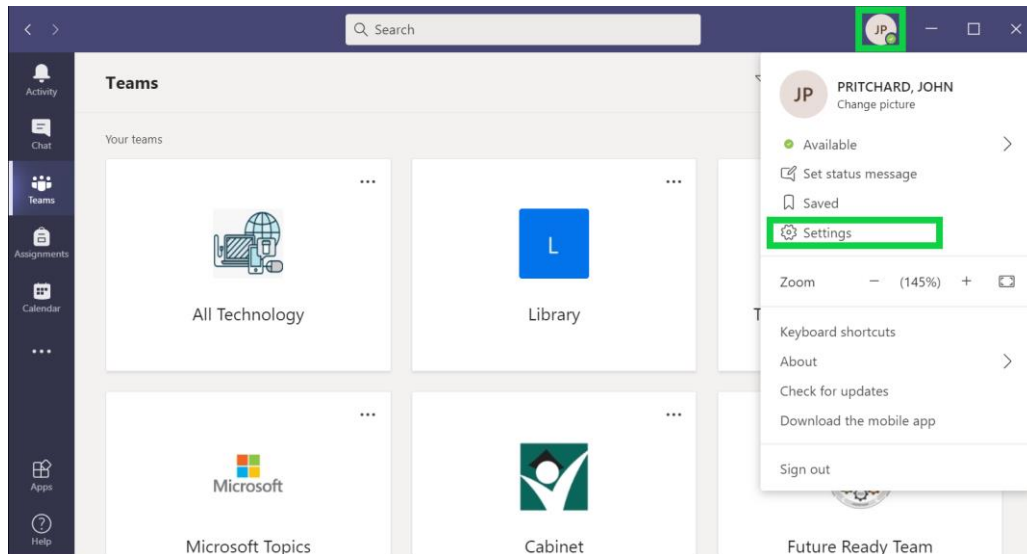 Search
JP
Activity
Chat
Teams
Assignments
Calendar
Apps
Help
Teams
Your teams
All Technology
L
Library
T
Microsoft
Microsoft Topics
Cabinet
Future Ready Team
JP
PRITCHARD, JOHN
Change picture
Available
Set status message
Saved
Settings
Zoom − (145%) +
Keyboard shortcuts
About
Check for updates
Download the mobile app
Sign out